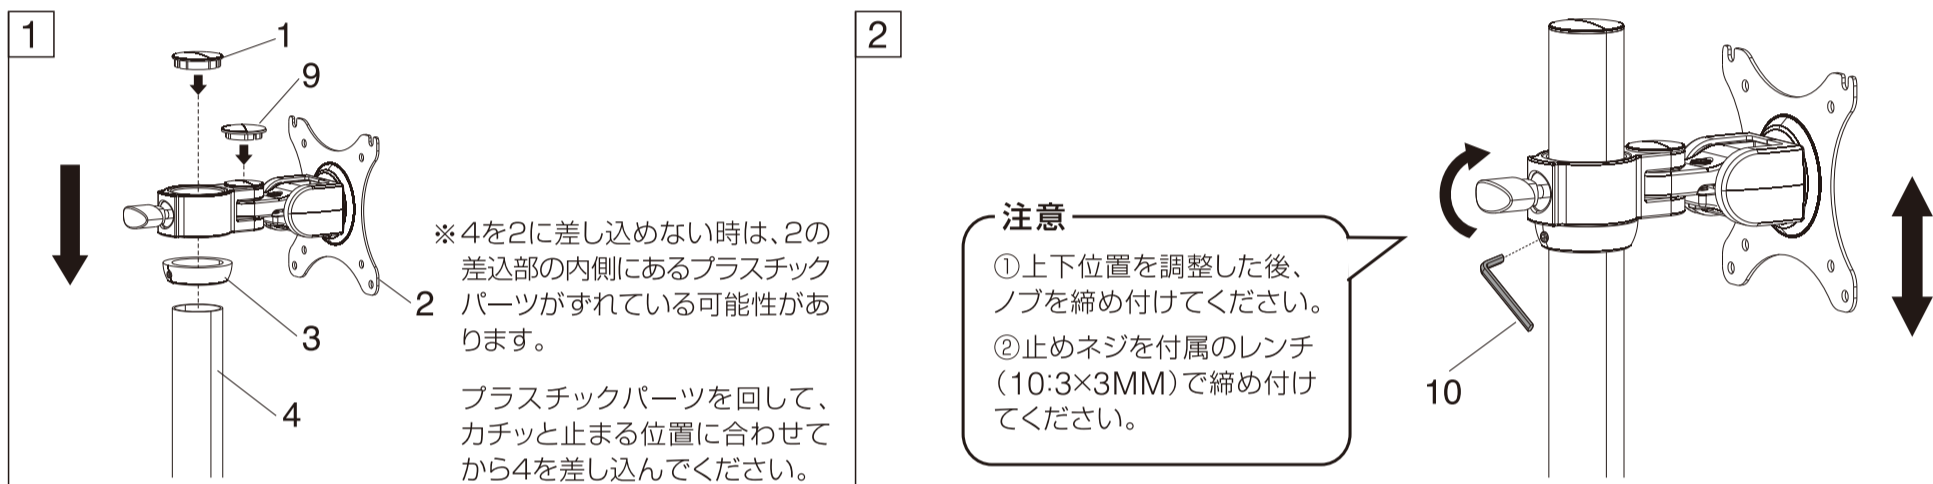 1
1
9
2
3
4
※4を2に差し込めない時は、2の
差込部の内側にあるプラスチック
パーツがずれている可能性があ
ります。
プラスチックパーツを回して、
カチッと止まる位置に合わせて
から4を差し込んでください。
2
注意
①上下位置を調整した後、
ノブを締め付けてください。
②止めネジを付属のレンチ
（10:3×3MM）で締め付け
てください。
10